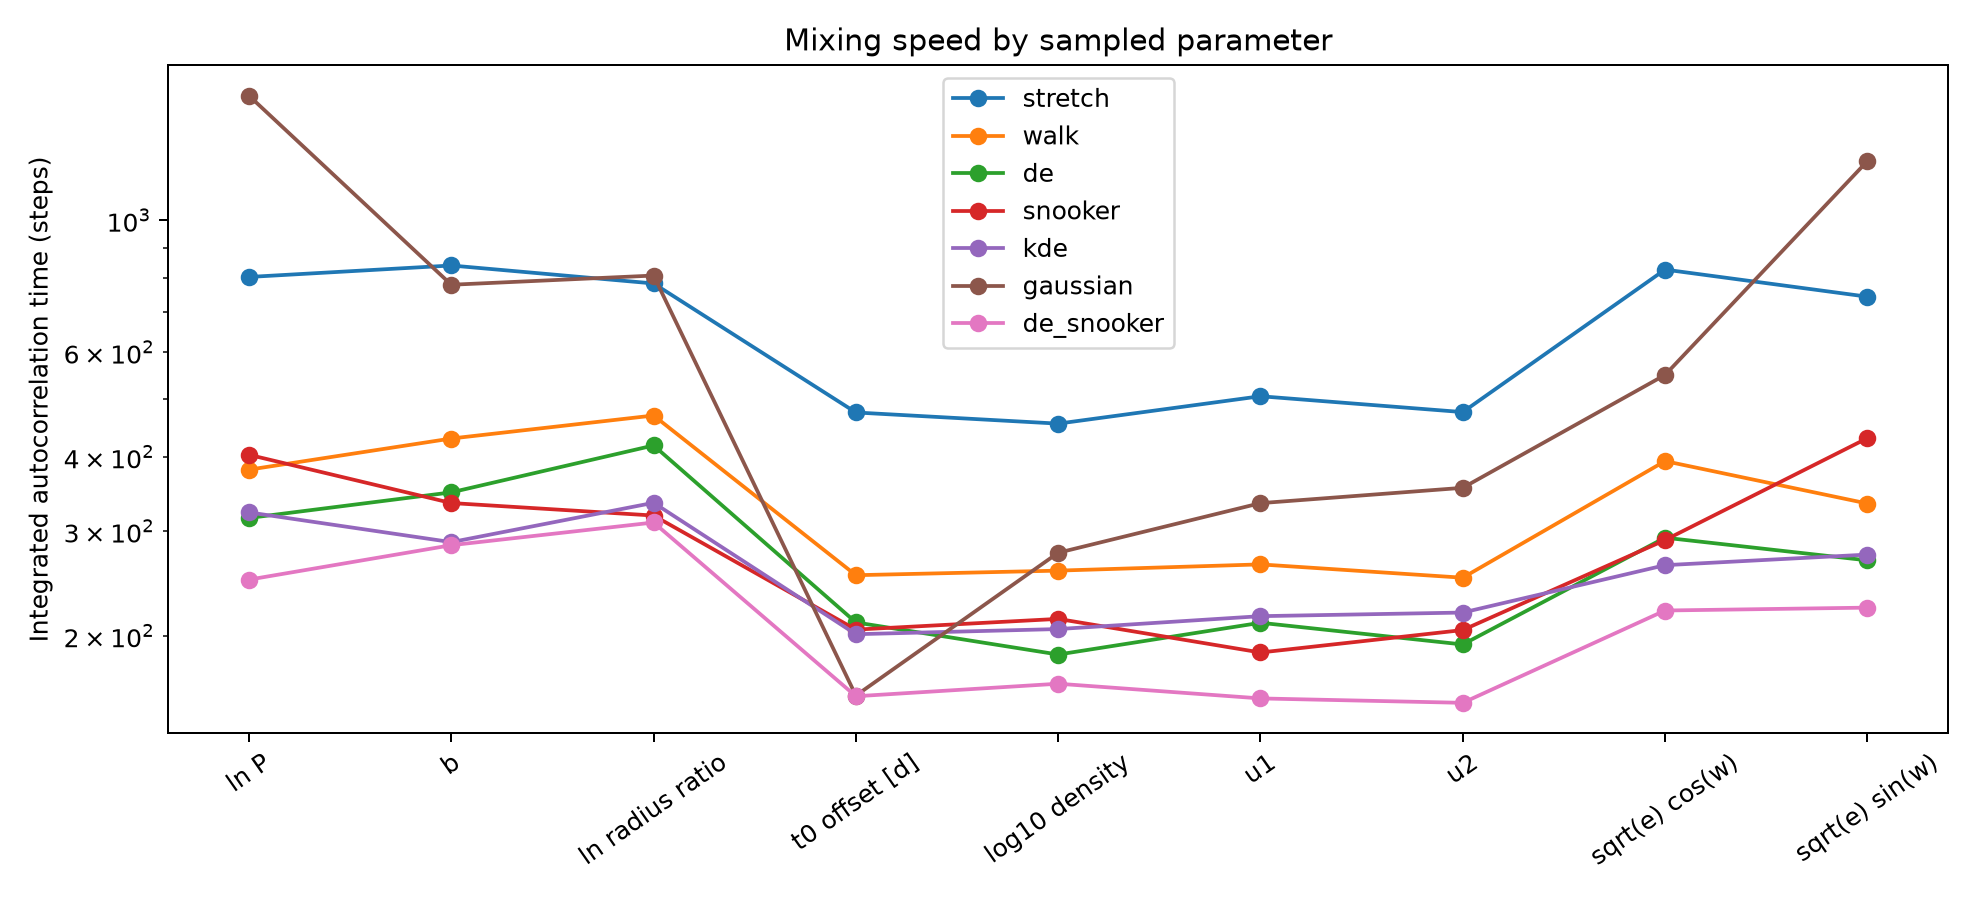 Mixing speed by sampled parameter
Integrated autocorrelation time (steps)
10³
6 × 10²
4 × 10²
3 × 10²
2 × 10²
stretch
walk
de
snooker
kde
gaussian
de_snooker
ln P
b
ln radius ratio
t0 offset [d]
log10 density
u1
u2
sqrt(e) cos(w)
sqrt(e) sin(w)